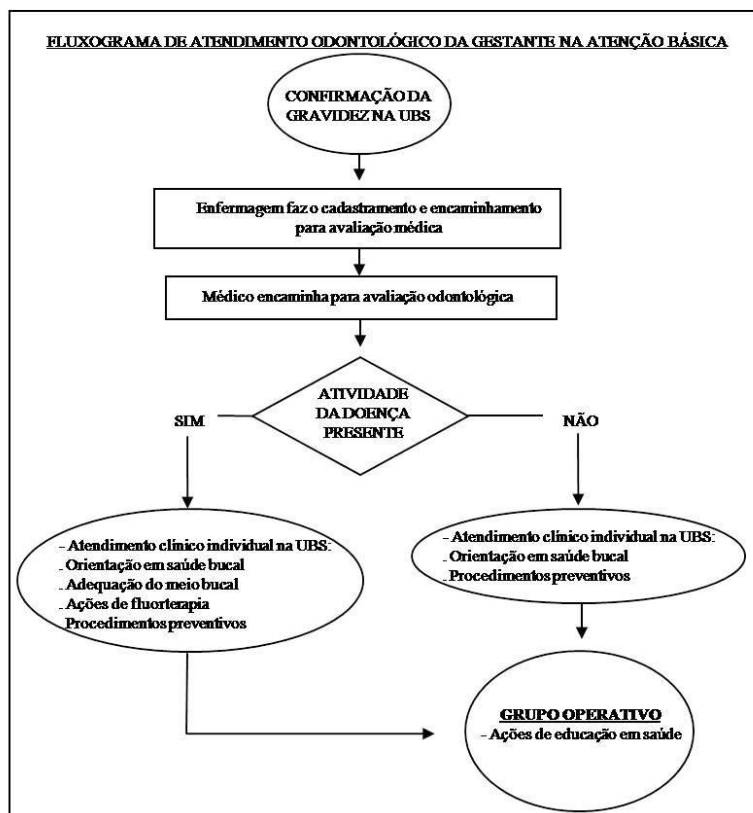 FLUXOGRAMA DE ATENDIMENTO ODONTOLÓGICO DA GESTANTE NA ATENÇÃO BÁSICA
CONFIRMAÇÃO DA
GRAVIDEZ NA UBS
Enfermagem faz o cadastramento e encaminhamento
para avaliação médica
Médico encaminha para avaliação odontológica
ATIVIDADE
DA DOENÇA
PRESENTE
SIM
NÃO
- Atendimento clínico individual na UBS:
- Orientação em saúde bucal
- Adequação do meio bucal
- Ações de fluorterapia
Procedimentos preventivos
- Atendimento clínico individual na UBS:
- Orientação em saúde bucal
- Procedimentos preventivos
GRUPO OPERATIVO
- Ações de educação em saúde